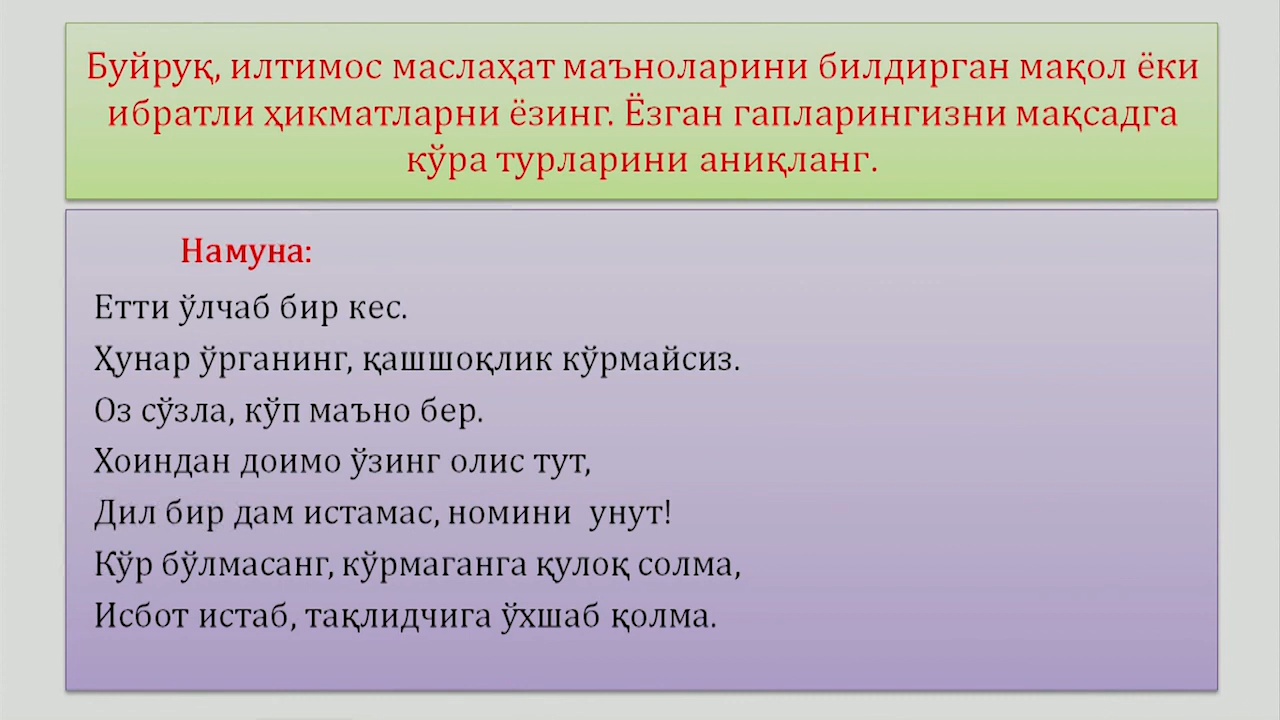 Буйруқ, илтимос маслаҳат маъноларини билдирган мақол ёки
ибратли ҳикматларни ёзинг. Ёзган гапларингизни мақсадга
кўра турларини аниқланг.
Намуна:
Етти ўлчаб бир кес.
Ҳунар ўрганинг, қашшоқлик кўрмайсиз.
Оз сўзла, кўп маъно бер.
Хоиндан доимо ўзинг олис тут,
Дил бир дам истамас, номини унут!
Кўр бўлмасанг, кўрмаганга қулоқ солма,
Исбот истаб, тақлидчига ўхшаб қолма.